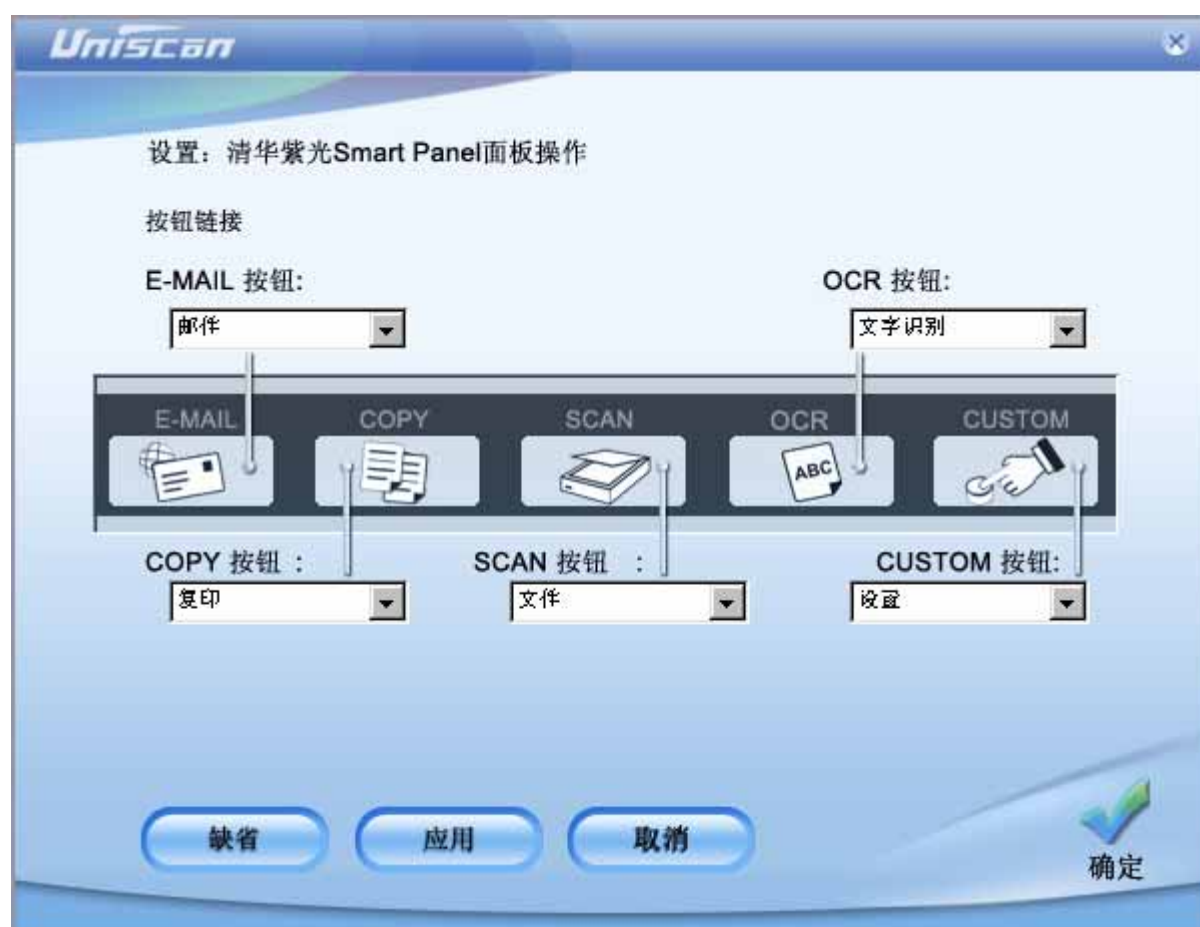 Uniscan
设置：清华紫光Smart Panel面板操作
按钮链接
E-MAIL 按钮:
OCR 按钮:
邮件
文字识别
E-MAIL
COPY
SCAN
OCR
CUSTOM
ABC
COPY 按钮 :
SCAN 按钮 :
CUSTOM 按钮:
复印
文件
设置
缺省
应用
取消
确定